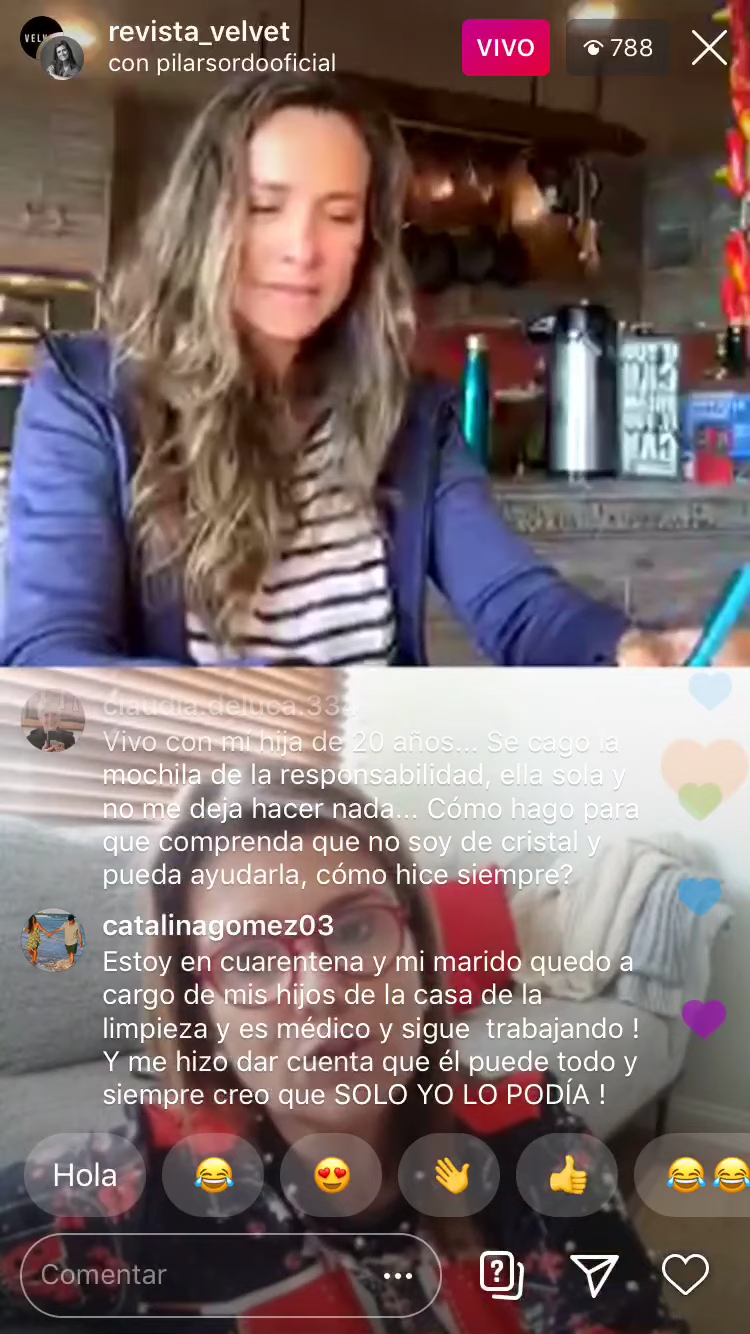 VELV
revista_velvet
con pilarsordooficial
VIVO
788
claudia.deluca.334
Vivo con mi hija de 20 años... Se cago la
mochila de la responsabilidad, ella sola y
no me deja hacer nada... Cómo hago para
que comprenda que no soy de cristal y
pueda ayudarla, cómo hice siempre?
catalinagomez03
Estoy en cuarentena y mi marido quedo a
cargo de mis hijos de la casa de la
limpieza y es médico y sigue  trabajando !
Y me hizo dar cuenta que él puede todo y
siempre creo que SOLO YO LO PODÍA !
Hola
😂
😍
👋
👍
😂😂
Comentar